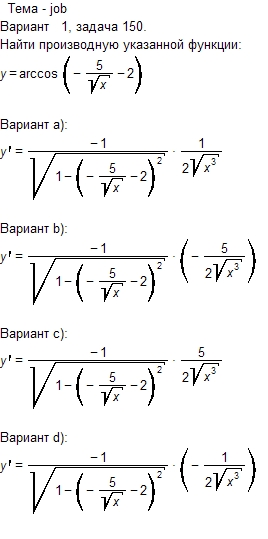 Тема - job
Вариант 1, задача 150.
Найти производную указанной функции:
y = arccos (− 5/√x − 2)
Вариант a):
y' = −1/√(1 − (− 5/√x − 2)²) · 1/(2√x³)
Вариант b):
y' = −1/√(1 − (− 5/√x − 2)²) · (− 5/(2√x³))
Вариант c):
y' = −1/√(1 − (− 5/√x − 2)²) · 5/(2√x³)
Вариант d):
y' = −1/√(1 − (− 5/√x − 2)²) · (− 1/(2√x³))